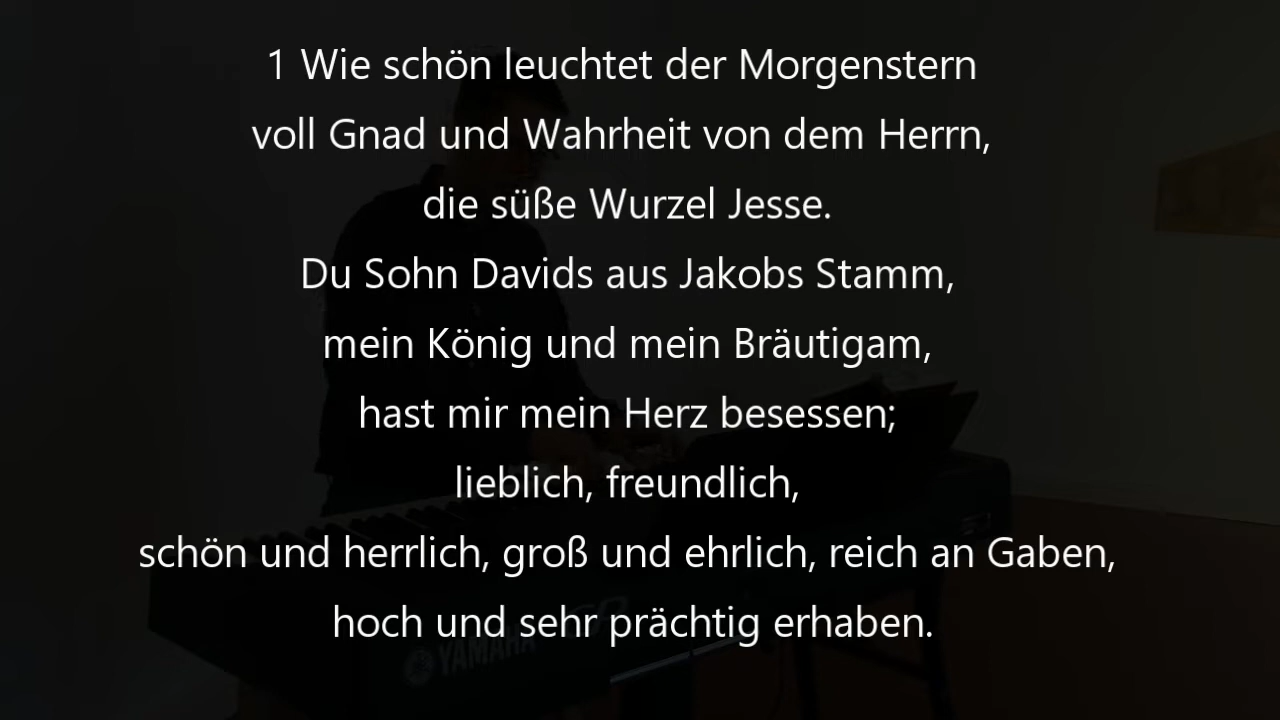 1 Wie schön leuchtet der Morgenstern
voll Gnad und Wahrheit von dem Herrn,
die süße Wurzel Jesse.
Du Sohn Davids aus Jakobs Stamm,
mein König und mein Bräutigam,
hast mir mein Herz besessen;
lieblich, freundlich,
schön und herrlich, groß und ehrlich, reich an Gaben,
hoch und sehr prächtig erhaben.
YAMAHA